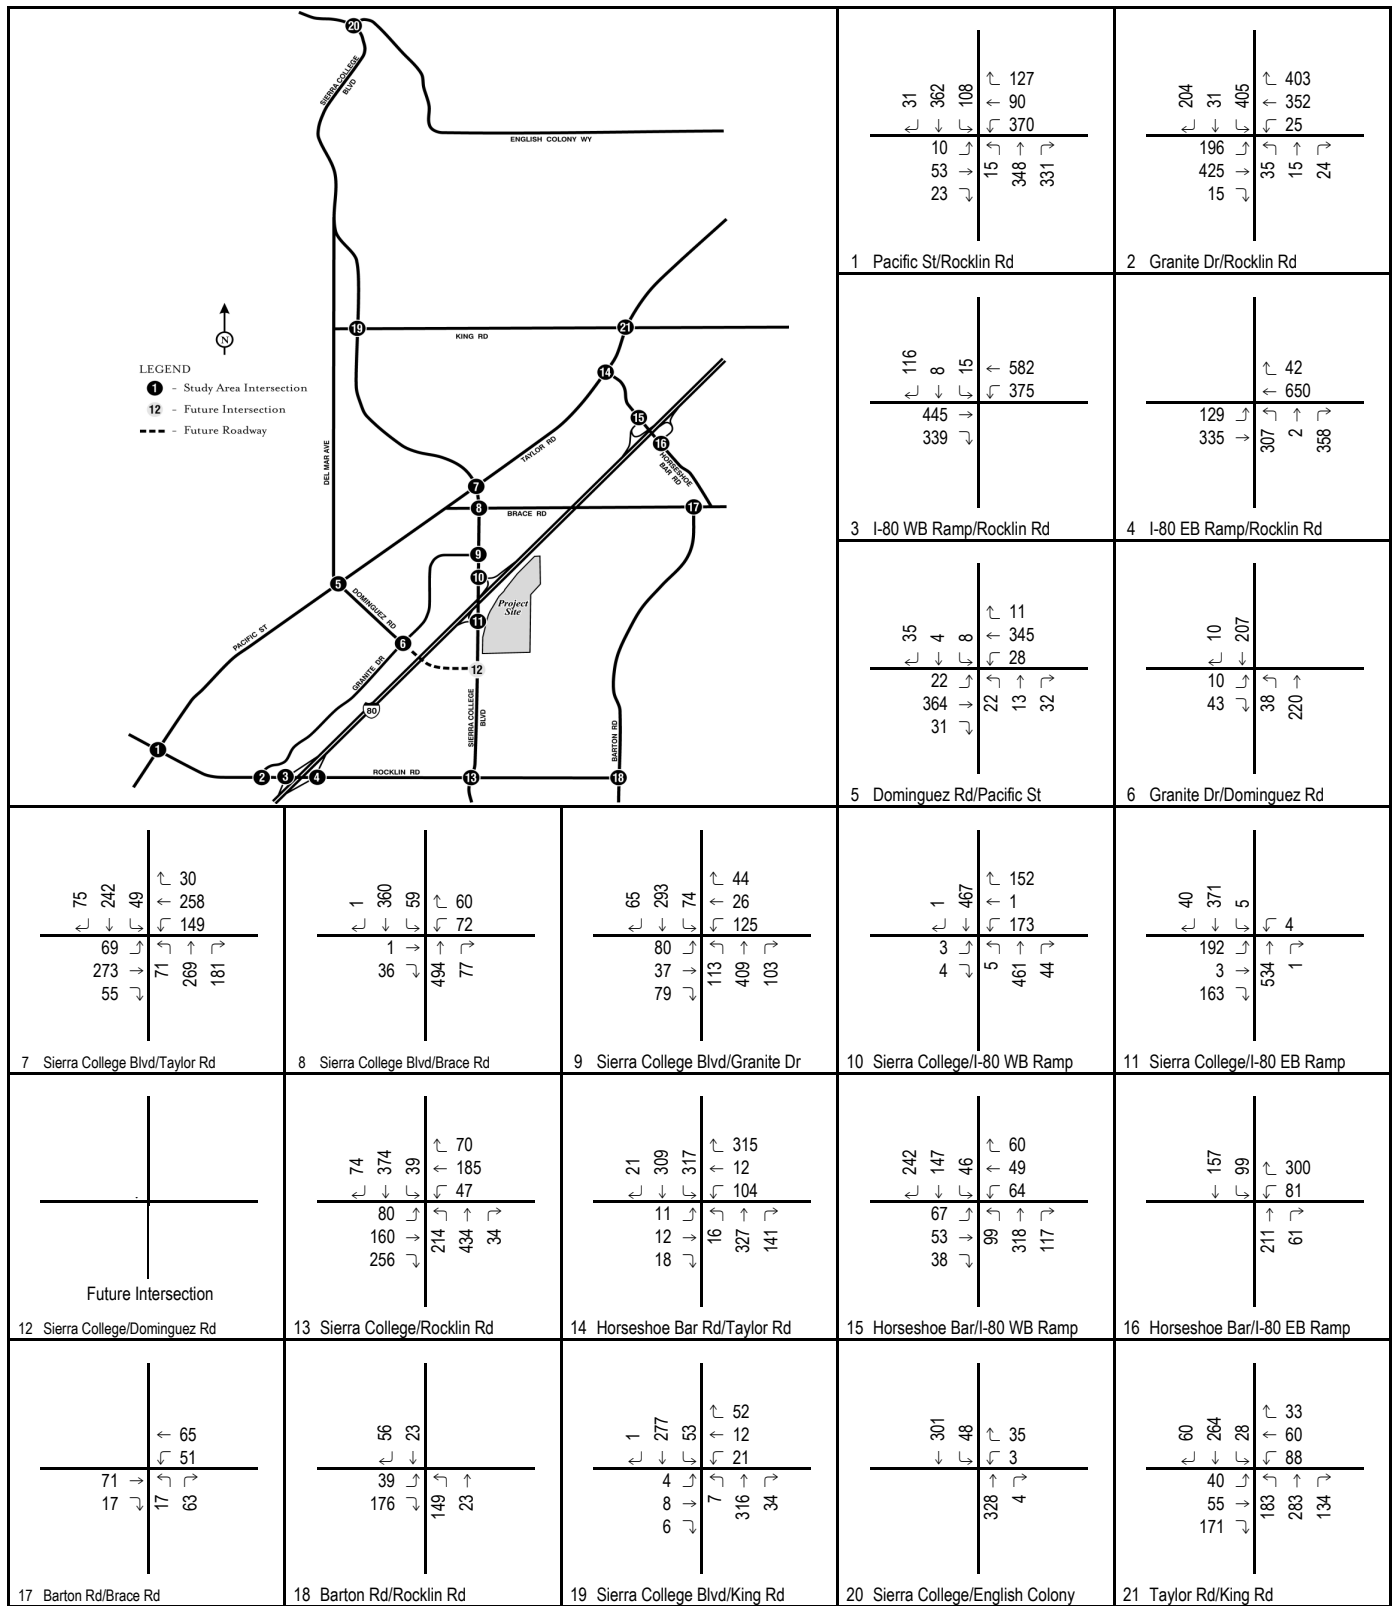 20
SIERRA COLLEGE
BLVD
ENGLISH COLONY WY
N
LEGEND
1 - Study Area Intersection
12 - Future Intersection
- Future Roadway
19
KING RD
21
14
15
16
HORSESHOE
BAR RD
DEL MAR AVE
TAYLOR RD
7
8
BRACE RD
17
9
10
5
DOMINGUEZ RD
Project
Site
11
6
PACIFIC ST
GRANITE DR
12
80
SIERRA COLLEGE
BLVD
BARTON RD
1
2
3
4
ROCKLIN RD
13
18
31 362 108
↵ ↓ ↳
127
← 90
370
10
53 →
23
15 348 331
1 Pacific St/Rocklin Rd
204 31 405
403
← 352
25
196
425 →
15
35 15 24
2 Granite Dr/Rocklin Rd
116 8 15
← 582
375
445 →
339
3 I-80 WB Ramp/Rocklin Rd
42
← 650
129
335 →
307 2 358
4 I-80 EB Ramp/Rocklin Rd
35 4 8
11
← 345
28
22
364 →
31
22 13 32
5 Dominguez Rd/Pacific St
10 207
10
43
38 220
6 Granite Dr/Dominguez Rd
75 242 49
30
← 258
149
69
273 →
55
71 269 181
7 Sierra College Blvd/Taylor Rd
1 360 59
60
72
1 →
36
494 77
8 Sierra College Blvd/Brace Rd
65 293 74
44
← 26
125
80
37 →
79
113 409 103
9 Sierra College Blvd/Granite Dr
1 467
152
← 1
173
3
4
5 461 44
10 Sierra College/I-80 WB Ramp
40 371 5
4
192
3 →
163
534 1
11 Sierra College/I-80 EB Ramp
Future Intersection
12 Sierra College/Dominguez Rd
74 374 39
70
← 185
47
80
160 →
256
214 434 34
13 Sierra College/Rocklin Rd
21 309 317
315
← 12
104
11
12 →
18
16 327 141
14 Horseshoe Bar Rd/Taylor Rd
242 147 46
60
← 49
64
67
53 →
38
99 318 117
15 Horseshoe Bar/I-80 WB Ramp
157 99
300
81
211 61
16 Horseshoe Bar/I-80 EB Ramp
← 65
51
71 →
17
17 63
17 Barton Rd/Brace Rd
56 23
39
176
149 23
18 Barton Rd/Rocklin Rd
1 277 53
52
← 12
21
4
8 →
6
7 316 34
19 Sierra College Blvd/King Rd
301 48
35
3
328 4
20 Sierra College/English Colony
60 264 28
33
← 60
88
40
55 →
171
183 283 134
21 Taylor Rd/King Rd